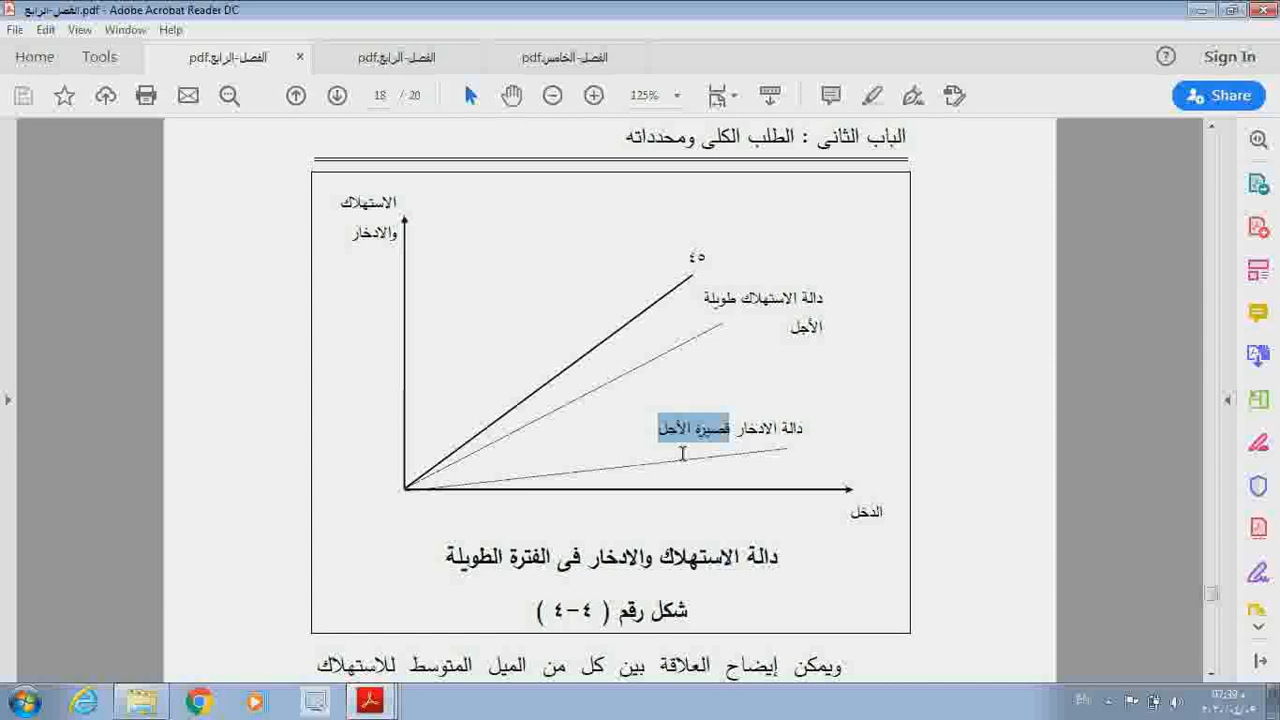 الفصل-الرابع.pdf - Adobe Acrobat Reader DC
File Edit View Window Help
Home Tools الفصل-الرابع.pdf × الفصل-الرابع.pdf الفصل-الخامس.pdf Sign In
18 / 20 125% Share
الباب الثانى : الطلب الكلى ومحدداته
الاستهلاك
والادخار
٤٥
دالة الاستهلاك طويلة
الأجل
دالة الادخار قصيرة الأجل
الدخل
دالة الاستهلاك والادخار فى الفترة الطويلة
شكل رقم ( ٤-٤ )
ويمكن إيضاح العلاقة بين كل من الميل المتوسط للاستهلاك
EN